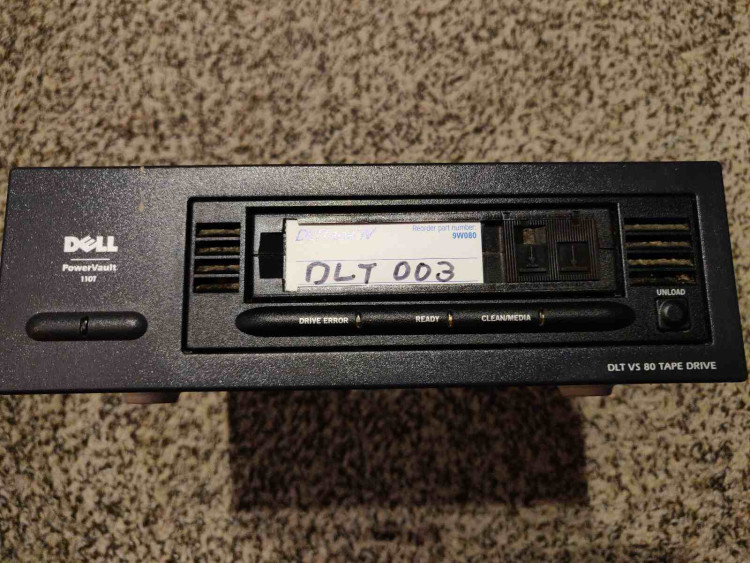 DELL
PowerVault
110T
Reorder part number:
9W080
DLT 003
DRIVE ERROR READY CLEAN/MEDIA
UNLOAD
DLT VS 80 TAPE DRIVE